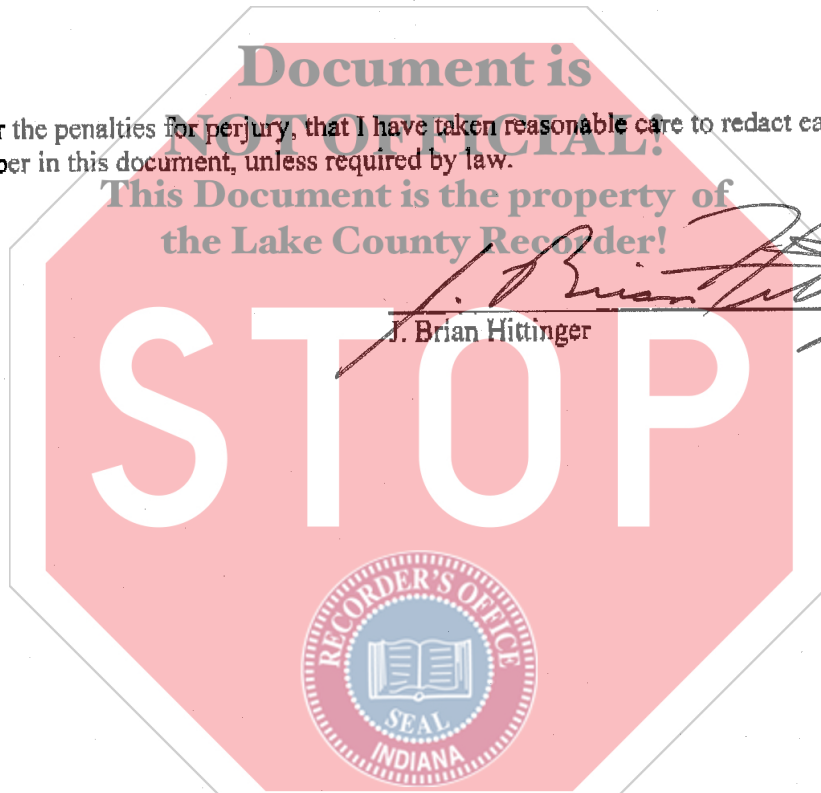 Document is
r the penalties for perjury, that I have taken reasonable care to redact ea
NOT OFFICIAL!
ber in this document, unless required by law.
This Document is the property of
the Lake County Recorder!
J. Brian Hittinger
STOP
RECORDER'S OFFICE
SEAL
INDIANA